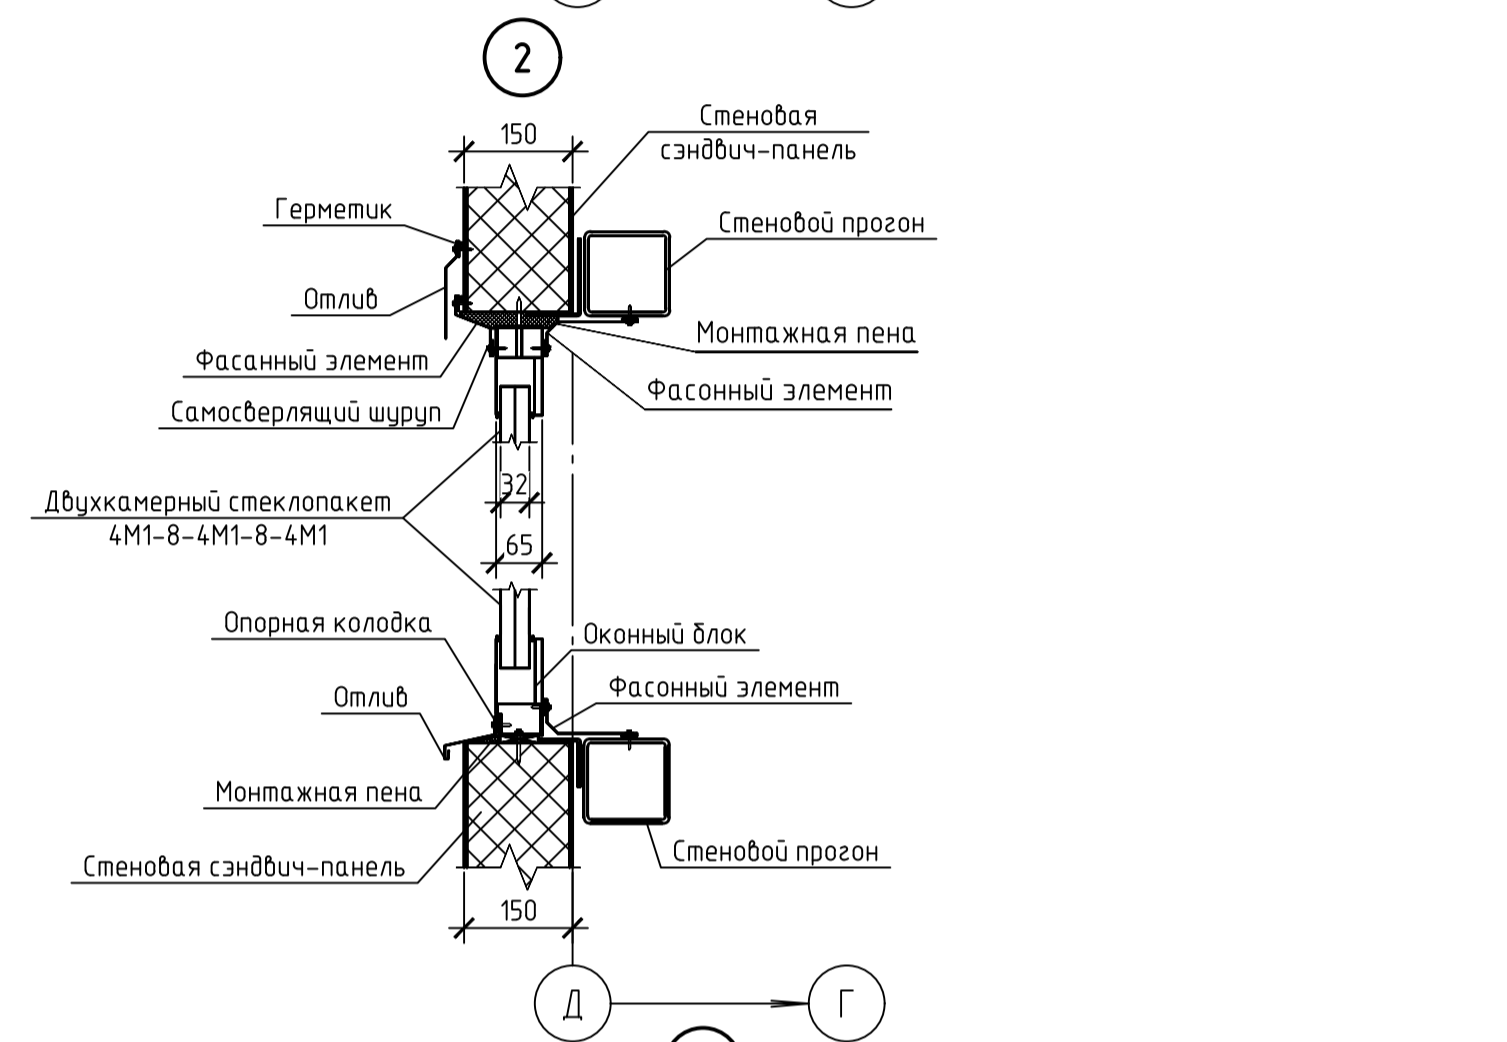 2
150
Стеновая
сэндвич-панель
Герметик
Стеновой прогон
Отлив
Монтажная пена
Фасанный элемент
Фасонный элемент
Самосверлящий шуруп
32
Двухкамерный стеклопакет
4М1-8-4М1-8-4М1
65
Опорная колодка
Оконный блок
Фасонный элемент
Отлив
Монтажная пена
Стеновой прогон
Стеновая сэндвич-панель
150
Д
Г